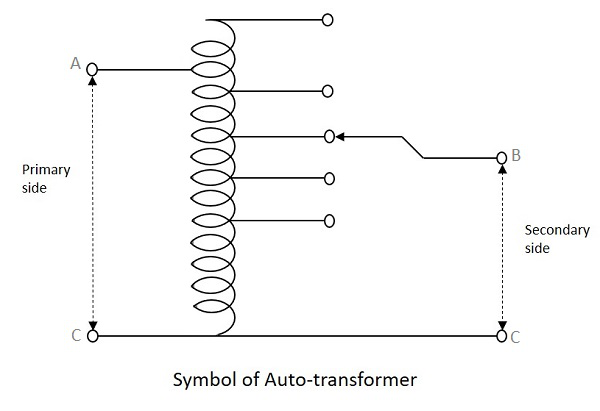 A
B
Primary
side
Secondary
side
C
C
Symbol of Auto-transformer